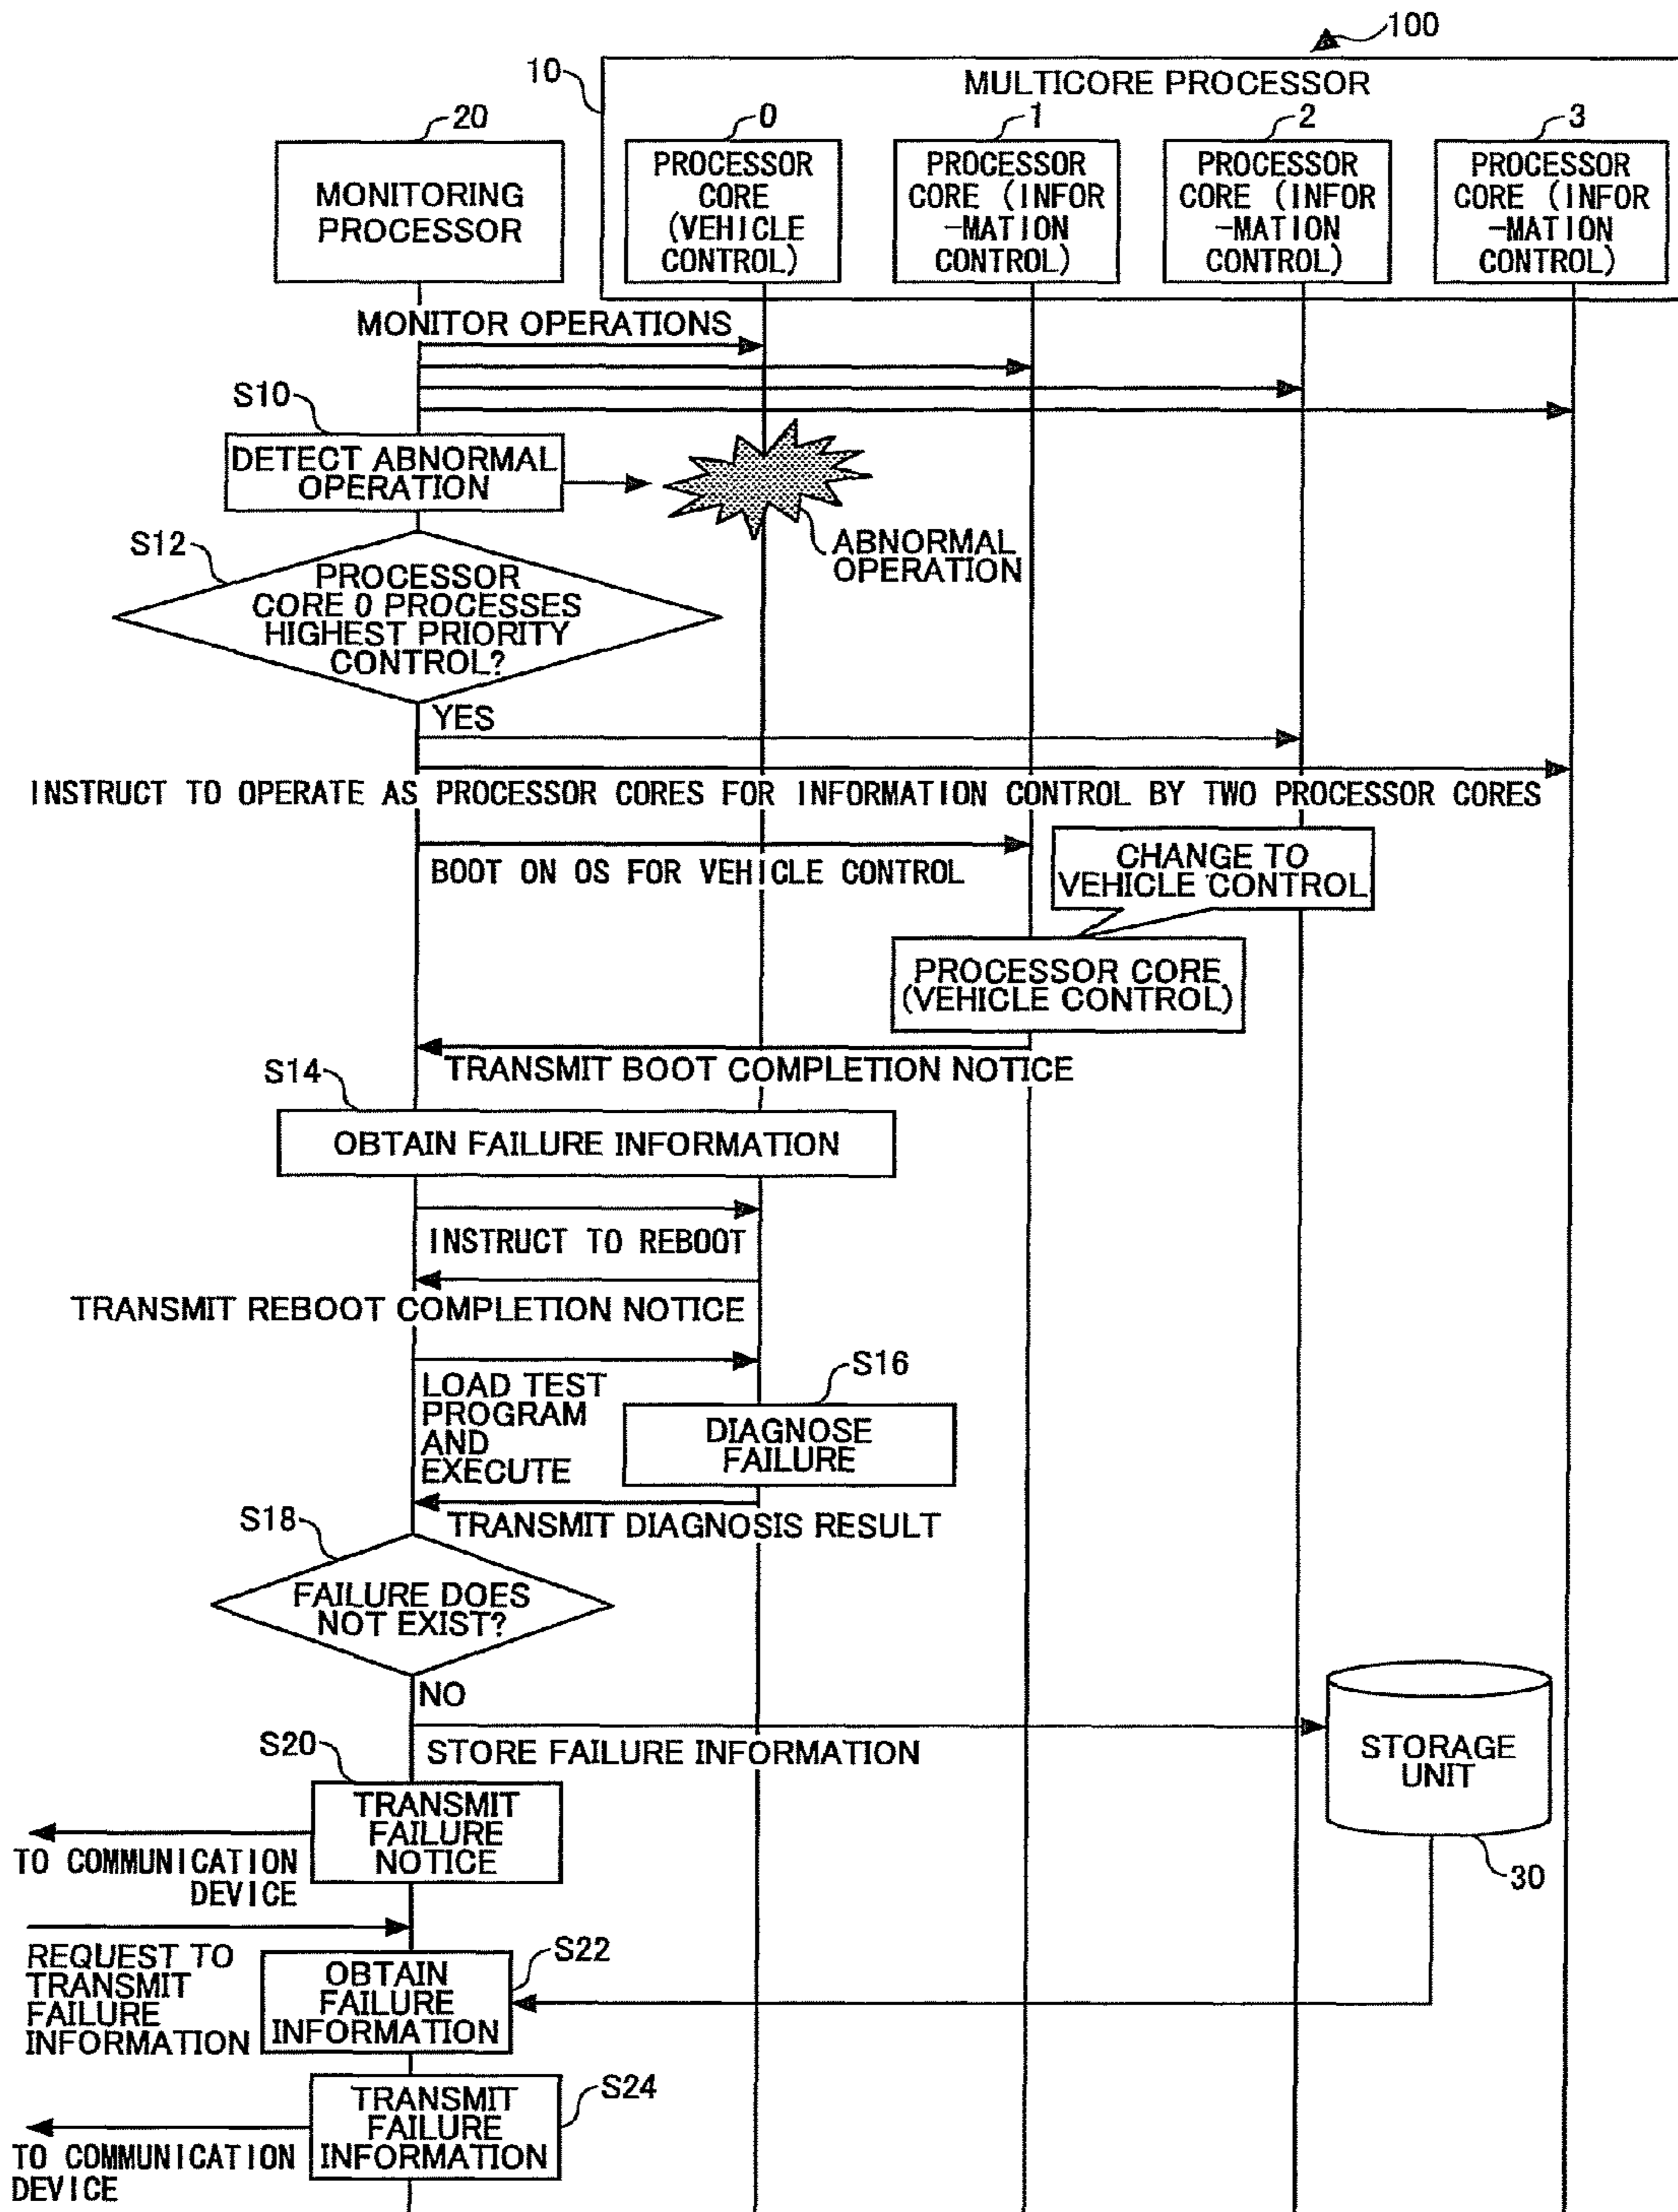 100
10
MULTICORE PROCESSOR
20
0
1
2
3
MONITORING
PROCESSOR
PROCESSOR
CORE
(VEHICLE
CONTROL)
PROCESSOR
CORE (INFOR
-MATION
CONTROL)
PROCESSOR
CORE (INFOR
-MATION
CONTROL)
PROCESSOR
CORE (INFOR
-MATION
CONTROL)
MONITOR OPERATIONS
S10
DETECT ABNORMAL
OPERATION
ABNORMAL
OPERATION
S12
PROCESSOR
CORE 0 PROCESSES
HIGHEST PRIORITY
CONTROL?
YES
INSTRUCT TO OPERATE AS PROCESSOR CORES FOR INFORMATION CONTROL BY TWO PROCESSOR CORES
BOOT ON OS FOR VEHICLE CONTROL
CHANGE TO
VEHICLE CONTROL
PROCESSOR CORE
(VEHICLE CONTROL)
TRANSMIT BOOT COMPLETION NOTICE
S14
OBTAIN FAILURE INFORMATION
INSTRUCT TO REBOOT
TRANSMIT REBOOT COMPLETION NOTICE
LOAD TEST
PROGRAM
AND
EXECUTE
S16
DIAGNOSE
FAILURE
TRANSMIT DIAGNOSIS RESULT
S18
FAILURE DOES
NOT EXIST?
NO
STORE FAILURE INFORMATION
STORAGE
UNIT
30
S20
TRANSMIT
FAILURE
NOTICE
TO COMMUNICATION
DEVICE
REQUEST TO
TRANSMIT
FAILURE
INFORMATION
S22
OBTAIN
FAILURE
INFORMATION
S24
TRANSMIT
FAILURE
INFORMATION
TO COMMUNICATION
DEVICE